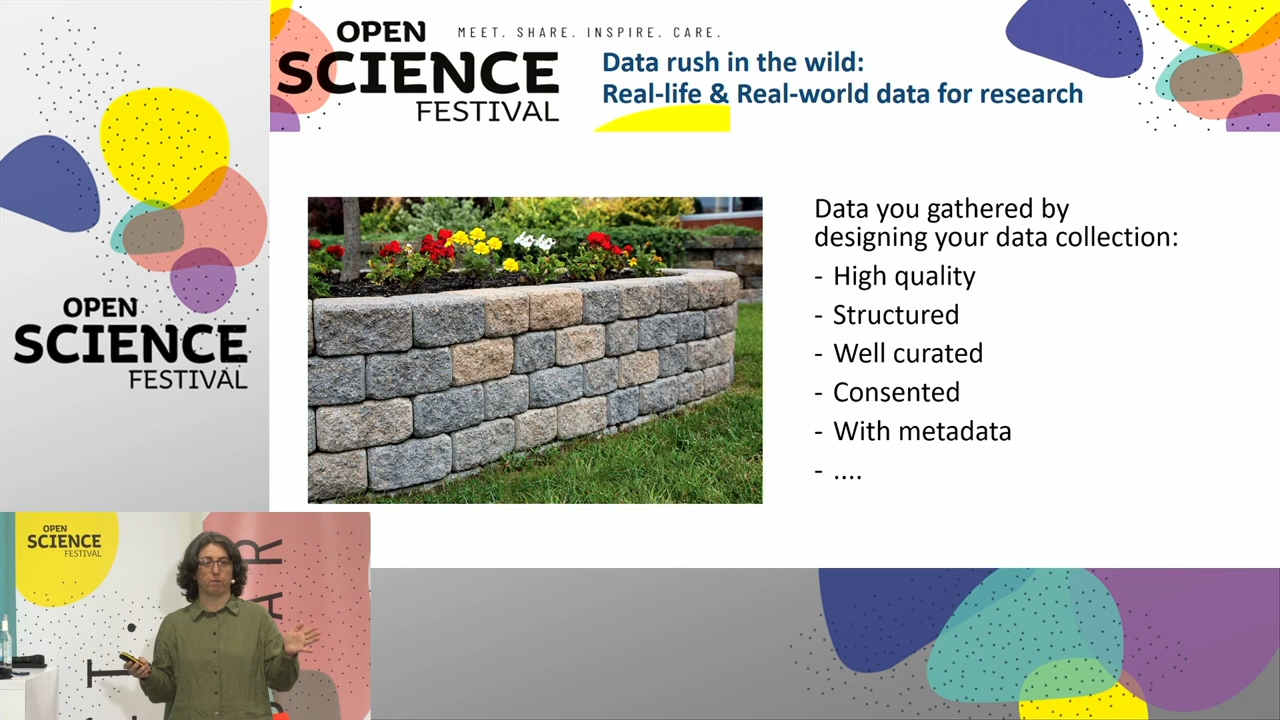 OPEN
SCIENCE
FESTIVAL
MEET. SHARE. INSPIRE. CARE.
Data rush in the wild:
Real-life & Real-world data for research
OPEN
SCIENCE
FESTIVAL
Data you gathered by
designing your data collection:
- High quality
- Structured
- Well curated
- Consented
- With metadata
- ....
OPEN
SCIENCE
FESTIVAL